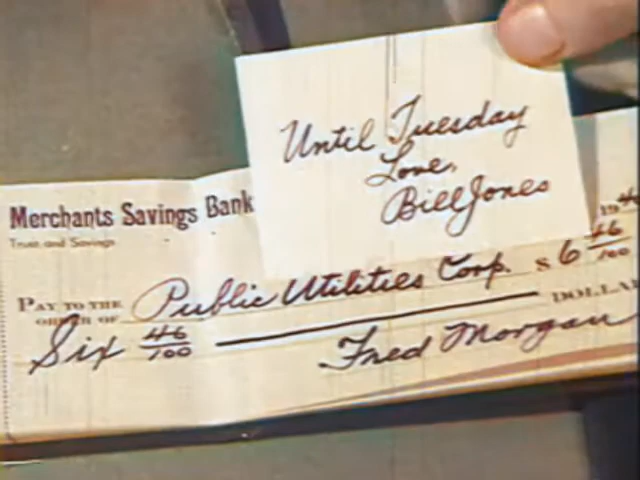 Until Tuesday
Love,
Bill Jones
Merchants Savings Bank
Trust and Savings
PAY TO THE ORDER OF Public Utilities Corp. $ 6 46/100
Six 46/100 DOLLA
Fred Morgan